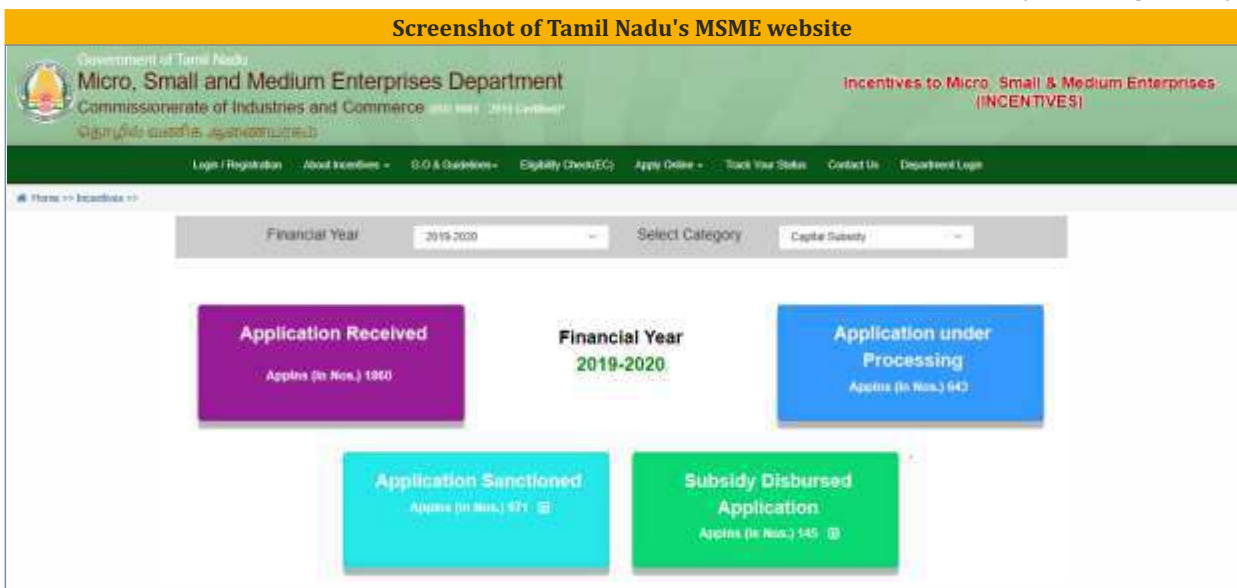 Screenshot of Tamil Nadu's MSME website
Government of Tamil Nadu
Micro, Small and Medium Enterprises Department
Commissionerate of Industries and Commerce
தொழில் வணிக ஆணையரகம்
Incentives to Micro, Small & Medium Enterprises
(INCENTIVES)
Login / Registration About Incentives G.O & Guidelines Eligibility Check(EC) Apply Online Track Your Status Contact Us Department Login
Home >> Incentives >>
Financial Year 2019-2020 Select Category Capital Subsidy
Application Received
Applns (In Nos.) 1860
Financial Year
2019-2020
Application under
Processing
Applns (In Nos.) 643
Application Sanctioned
Applns (In Nos.) 971
Subsidy Disbursed
Application
Applns (In Nos.) 145